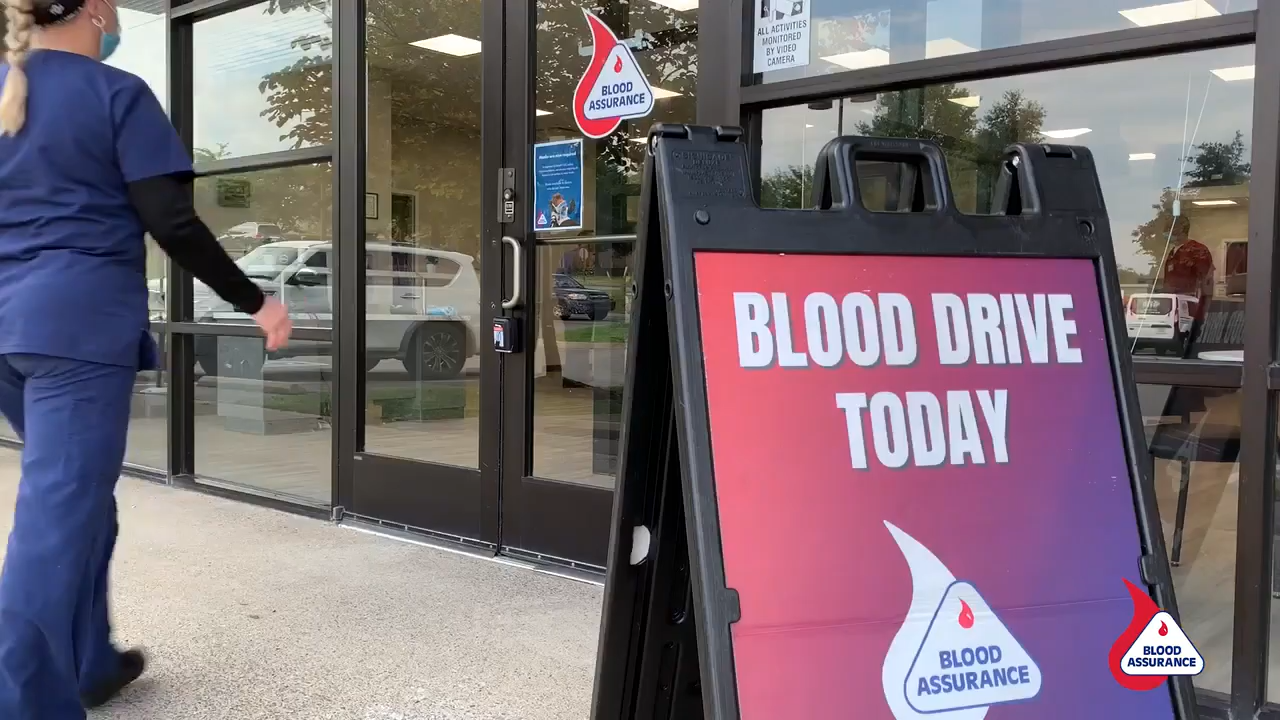 ALL ACTIVITIES
MONITORED
BY VIDEO
CAMERA
BLOOD
ASSURANCE
BLOOD DRIVE
TODAY
BLOOD
ASSURANCE
BLOOD
ASSURANCE